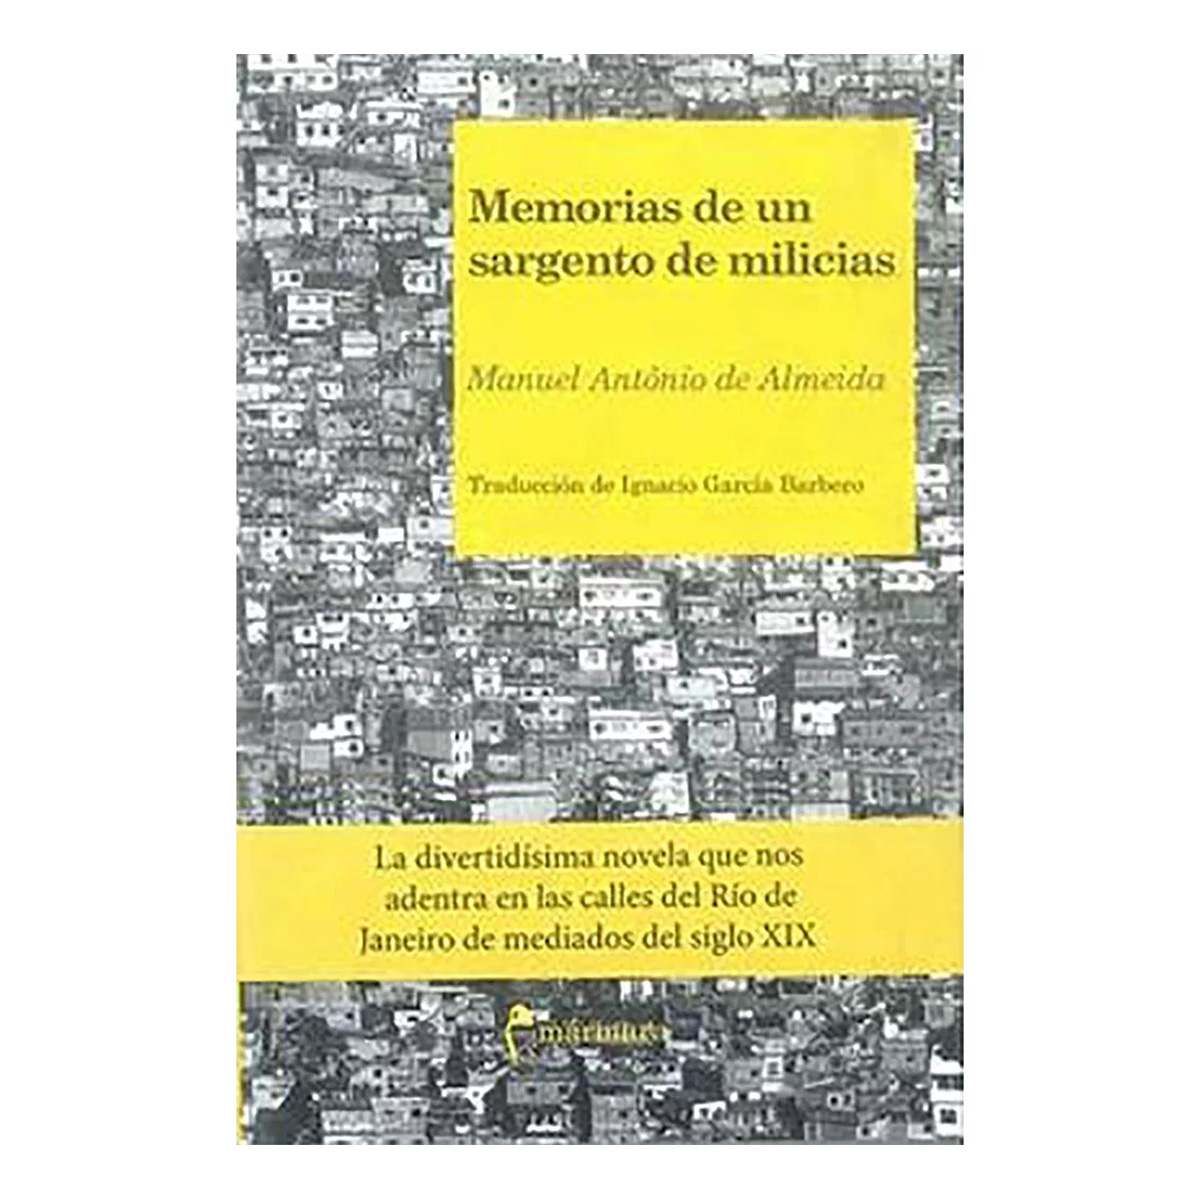 Memorias de un
sargento de milicias
Manuel Antônio de Almeida
Traducción de Ignacio García Barbero
La divertidísima novela que nos
adentra en las calles del Río de
Janeiro de mediados del siglo XIX